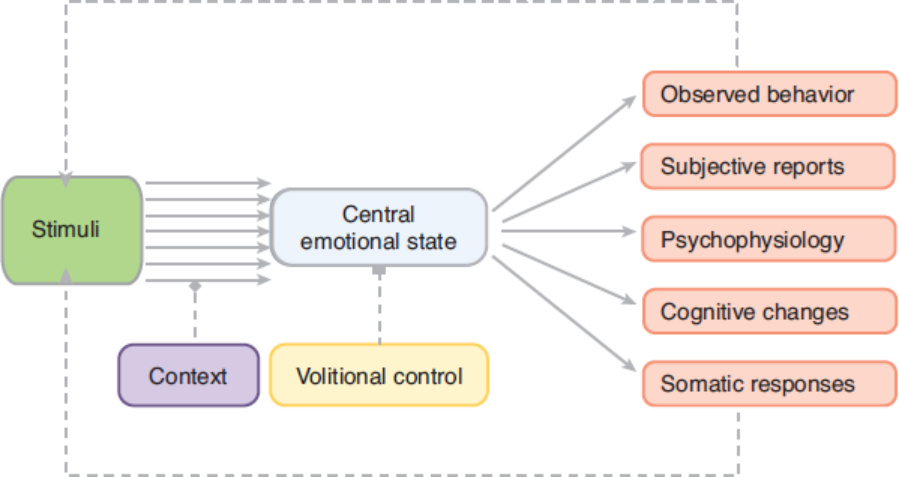 Observed behavior
Subjective reports
Stimuli
Central
emotional state
Psychophysiology
Cognitive changes
Context
Volitional control
Somatic responses